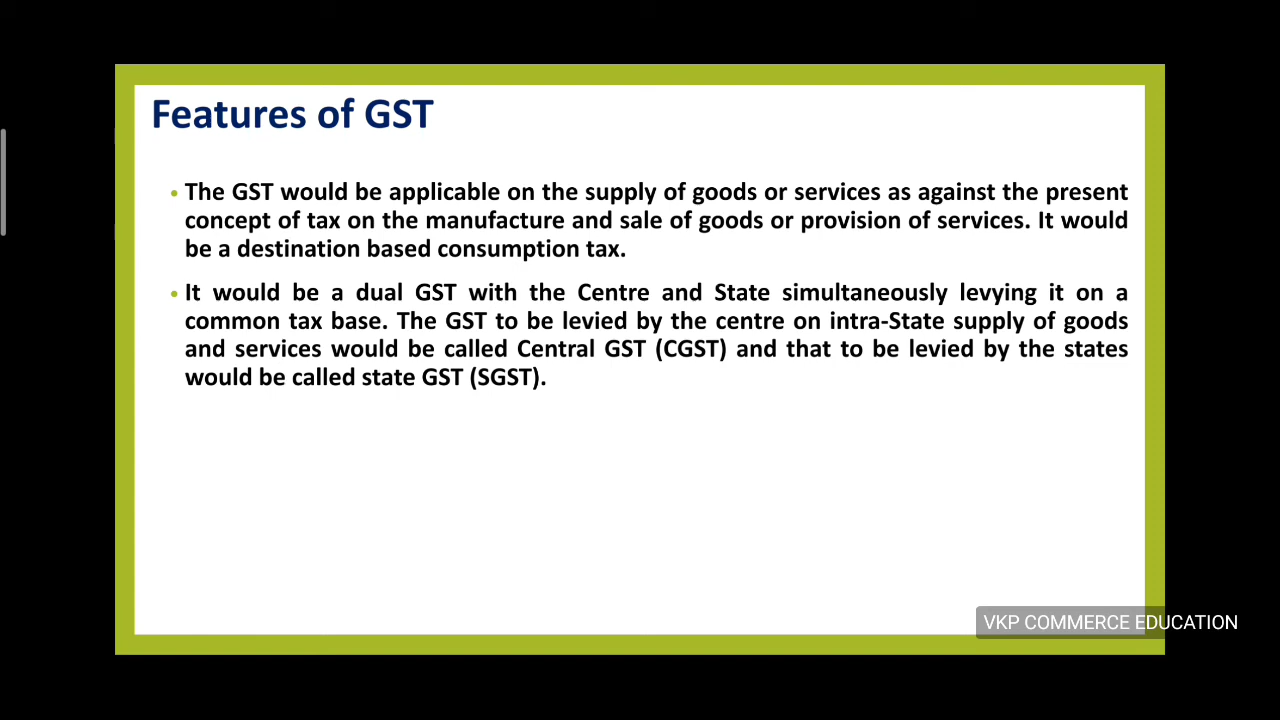 Features of GST
• The GST would be applicable on the supply of goods or services as against the present
concept of tax on the manufacture and sale of goods or provision of services. It would
be a destination based consumption tax.
• It would be a dual GST with the Centre and State simultaneously levying it on a
common tax base. The GST to be levied by the centre on intra-State supply of goods
and services would be called Central GST (CGST) and that to be levied by the states
would be called state GST (SGST).
VKP COMMERCE EDUCATION